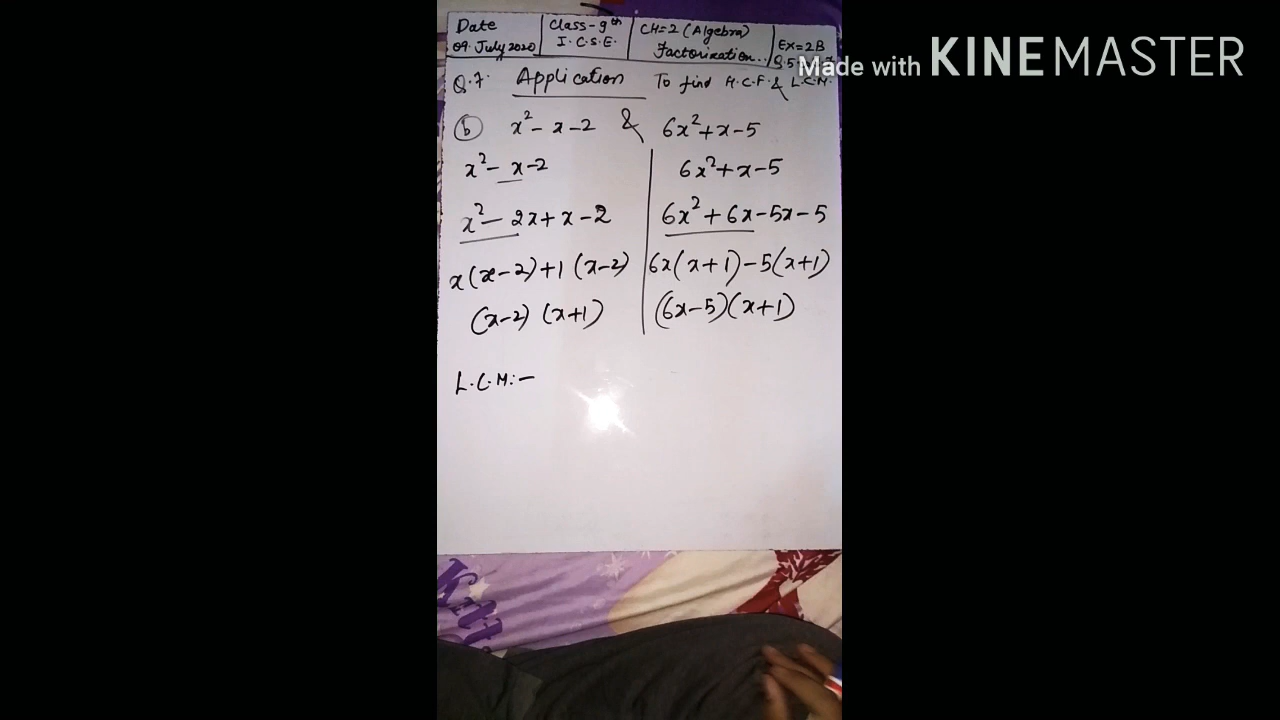 Date
09. July 2020
Class-9th
I.C.S.E.
CH=2 (Algebra)
Factorization..
EX=2B
Q.5
Made with KINEMASTER
Q.7. Application To find H.C.F. & L.C.M.
(b) x²-x-2 & 6x²+x-5
x²-x-2
x²-2x+x-2
x(x-2)+1(x-2)
(x-2)(x+1)
6x²+x-5
6x²+6x-5x-5
6x(x+1)-5(x+1)
(6x-5)(x+1)
L.C.M:-